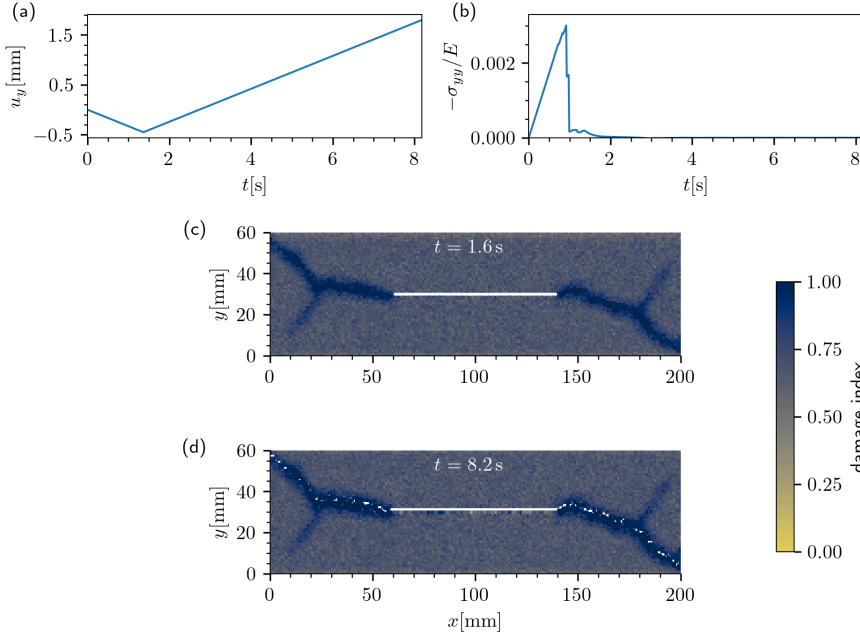 (a)
1.5
0.5
−0.5
u_y[mm]
0 2 4 6 8
t[s]
(b)
0.002
0.000
−σ_yy/E
0 2 4 6 8
t[s]
(c)
60
40
20
0
y[mm]
t = 1.6 s
0 50 100 150 200
(d)
60
40
20
0
y[mm]
t = 8.2 s
0 50 100 150 200
x[mm]
1.00
0.75
0.50
0.25
0.00
damage index